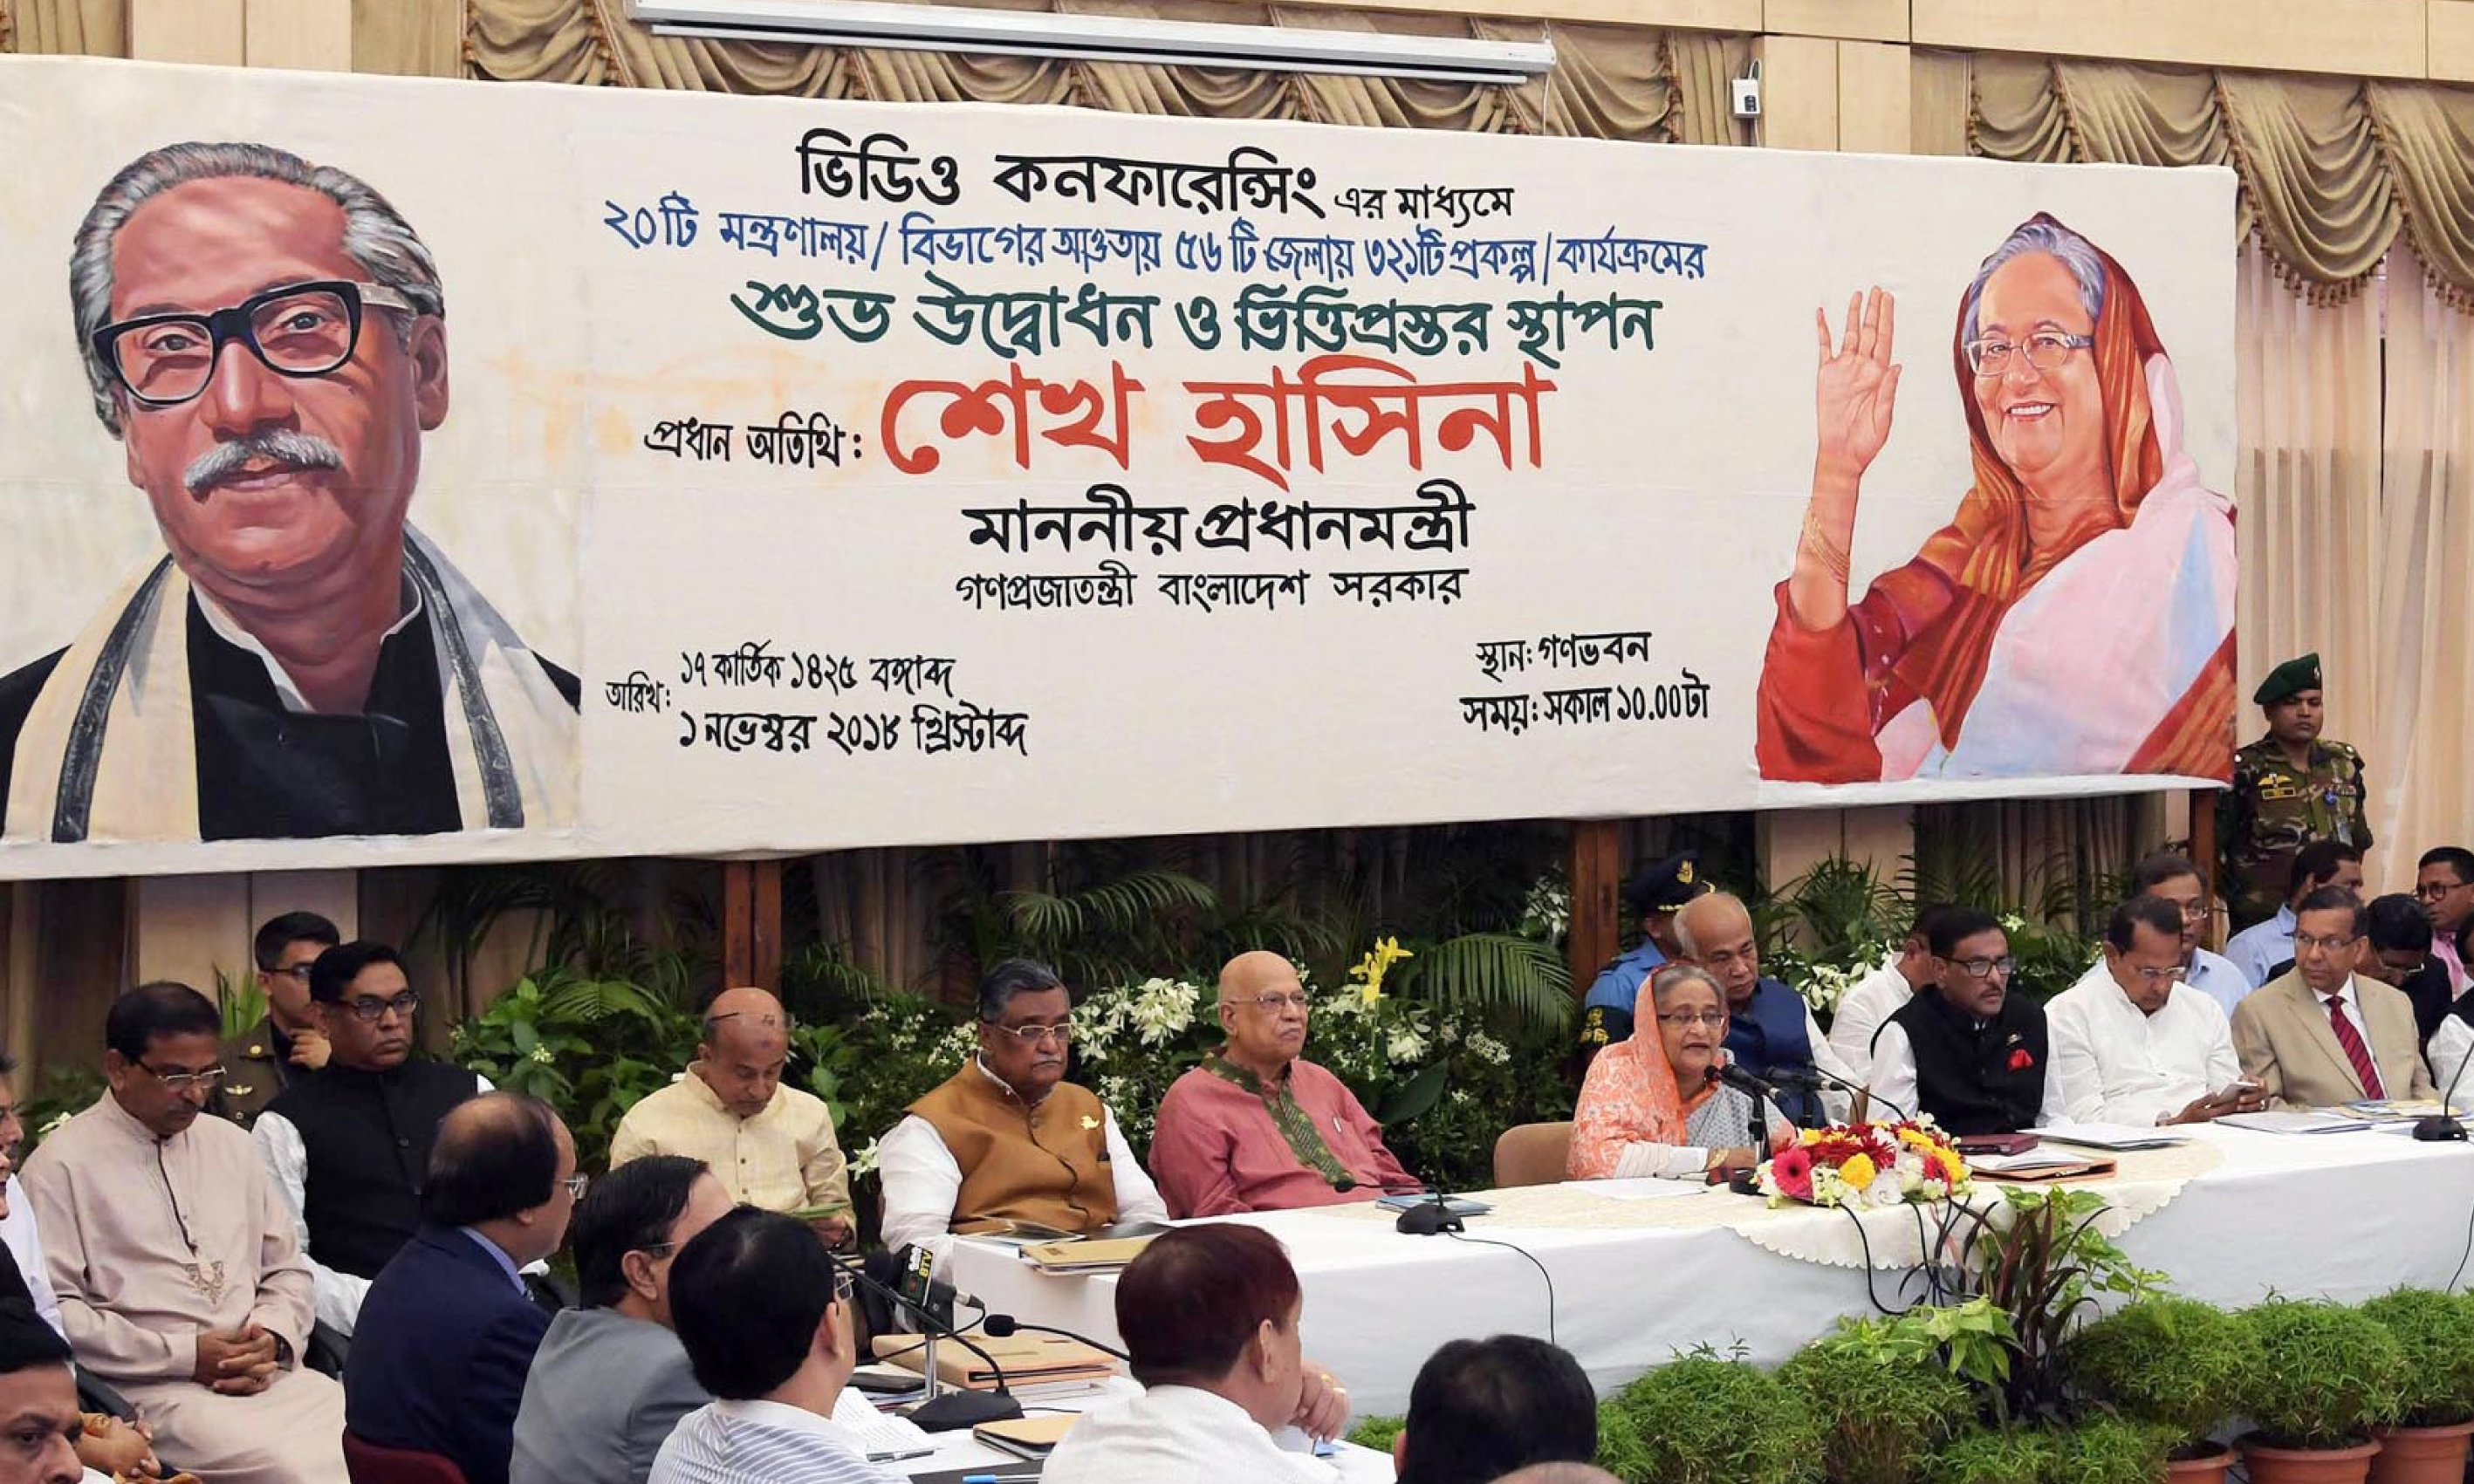 ভিডিও কনফারেন্সিং এর মাধ্যমে
২০টি মন্ত্রণালয়/বিভাগের আওতায় ৫৬টি জেলায় ৩২১টি প্রকল্প/কার্যক্রমের
শুভ উদ্বোধন ও ভিত্তিপ্রস্তর স্থাপন
প্রধান অতিথি: শেখ হাসিনা
মাননীয় প্রধানমন্ত্রী
গণপ্রজাতন্ত্রী বাংলাদেশ সরকার
তারিখ: ১৭ কার্তিক ১৪২৫ বঙ্গাব্দ
১ নভেম্বর ২০১৮ খ্রিস্টাব্দ
স্থান: গণভবন
সময়: সকাল ১০.০০টা
BTV